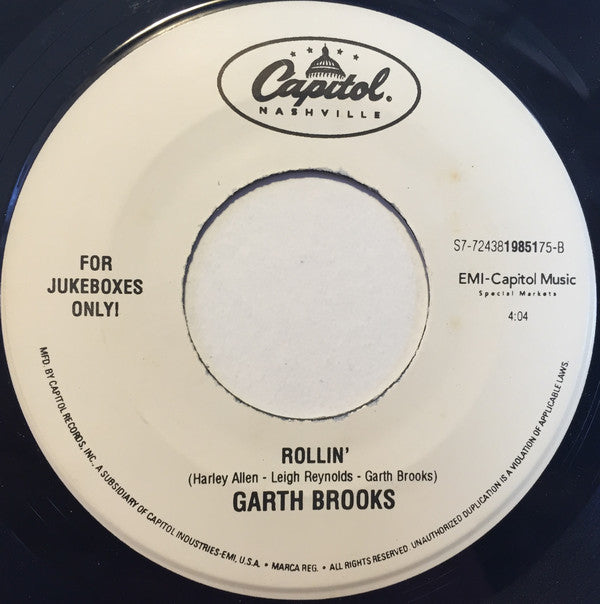 Capitol.
NASHVILLE
FOR
JUKEBOXES
ONLY!
S7-724381985175-B
EMI-Capitol Music
Special Markets
4:04
ROLLIN'
(Harley Allen - Leigh Reynolds - Garth Brooks)
GARTH BROOKS
MFD. BY CAPITOL RECORDS, INC., A SUBSIDIARY OF CAPITOL INDUSTRIES-EMI, U.S.A. • MARCA REG. • ALL RIGHTS RESERVED. UNAUTHORIZED DUPLICATION IS A VIOLATION OF APPLICABLE LAWS.